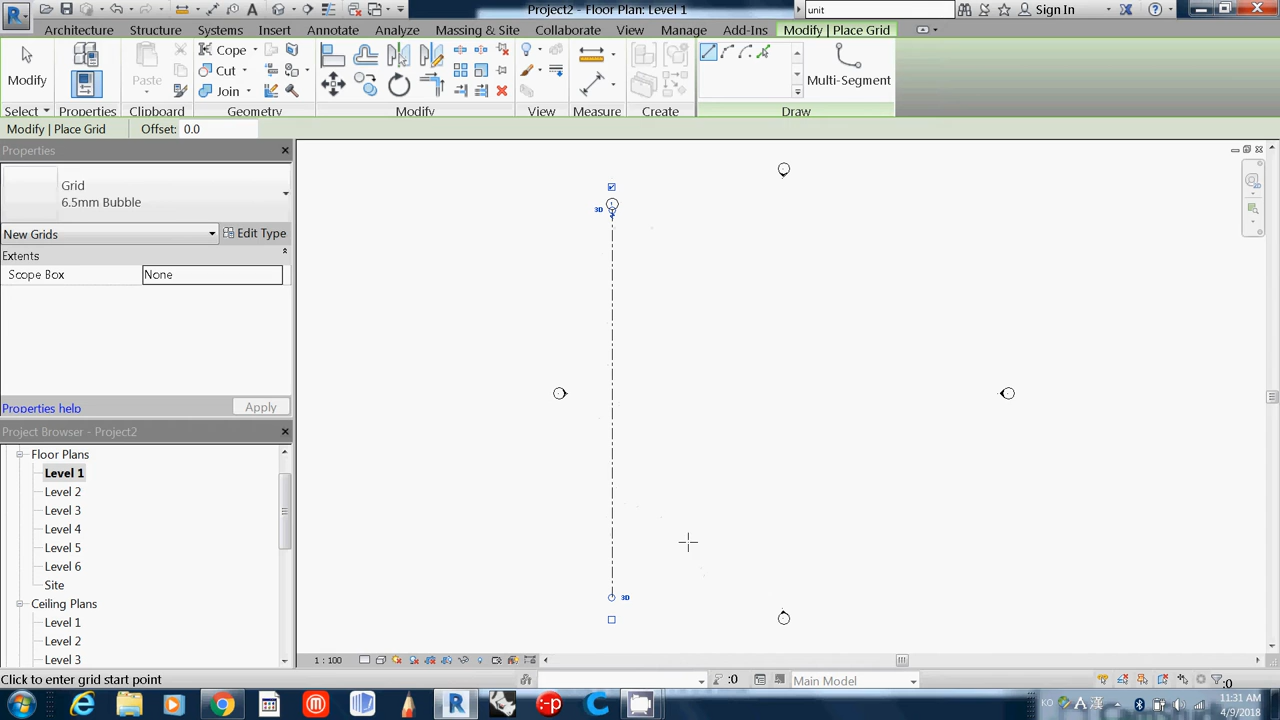 Project2 - Floor Plan: Level 1
unit
Sign In
Architecture
Structure
Systems
Insert
Annotate
Analyze
Massing & Site
Collaborate
View
Manage
Add-Ins
Modify | Place Grid
Modify
Paste
Cope
Cut
Join
Multi-Segment
Select
Properties
Clipboard
Geometry
Modify
View
Measure
Create
Draw
Modify | Place Grid
Offset: 0.0
Properties
Grid
6.5mm Bubble
New Grids
Edit Type
Extents
Scope Box
None
Properties help
Apply
3D
3D
Project Browser - Project2
Floor Plans
Level 1
Level 2
Level 3
Level 4
Level 5
Level 6
Site
Ceiling Plans
Level 1
Level 2
Level 3
1 : 100
Click to enter grid start point
:0
Main Model
:0
KO
A
漢
11:31 AM
4/9/2018